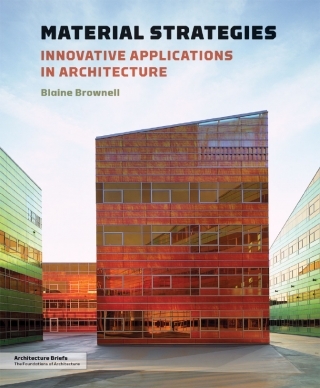 MATERIAL STRATEGIES
INNOVATIVE APPLICATIONS
IN ARCHITECTURE
Blaine Brownell
Architecture Briefs
The Foundations of Architecture